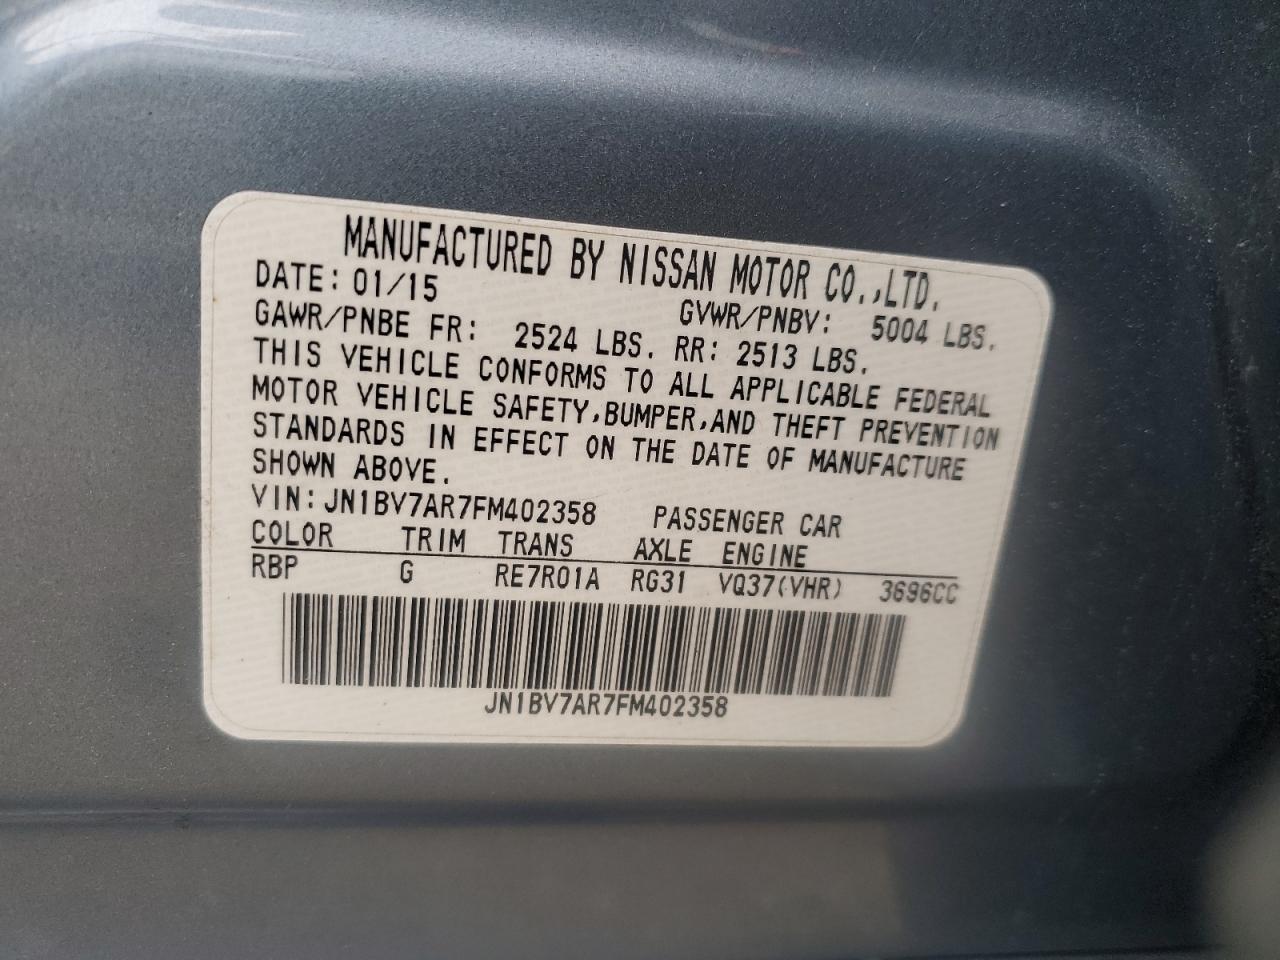 MANUFACTURED BY NISSAN MOTOR CO.,LTD.
DATE: 01/15 GVWR/PNBV: 5004 LBS.
GAWR/PNBE FR: 2524 LBS. RR: 2513 LBS.
THIS VEHICLE CONFORMS TO ALL APPLICABLE FEDERAL
MOTOR VEHICLE SAFETY,BUMPER,AND THEFT PREVENTION
STANDARDS IN EFFECT ON THE DATE OF MANUFACTURE
SHOWN ABOVE.
VIN:JN1BV7AR7FM402358 PASSENGER CAR
COLOR TRIM TRANS AXLE ENGINE
RBP G RE7R01A RG31 VQ37(VHR) 3696CC
JN1BV7AR7FM402358